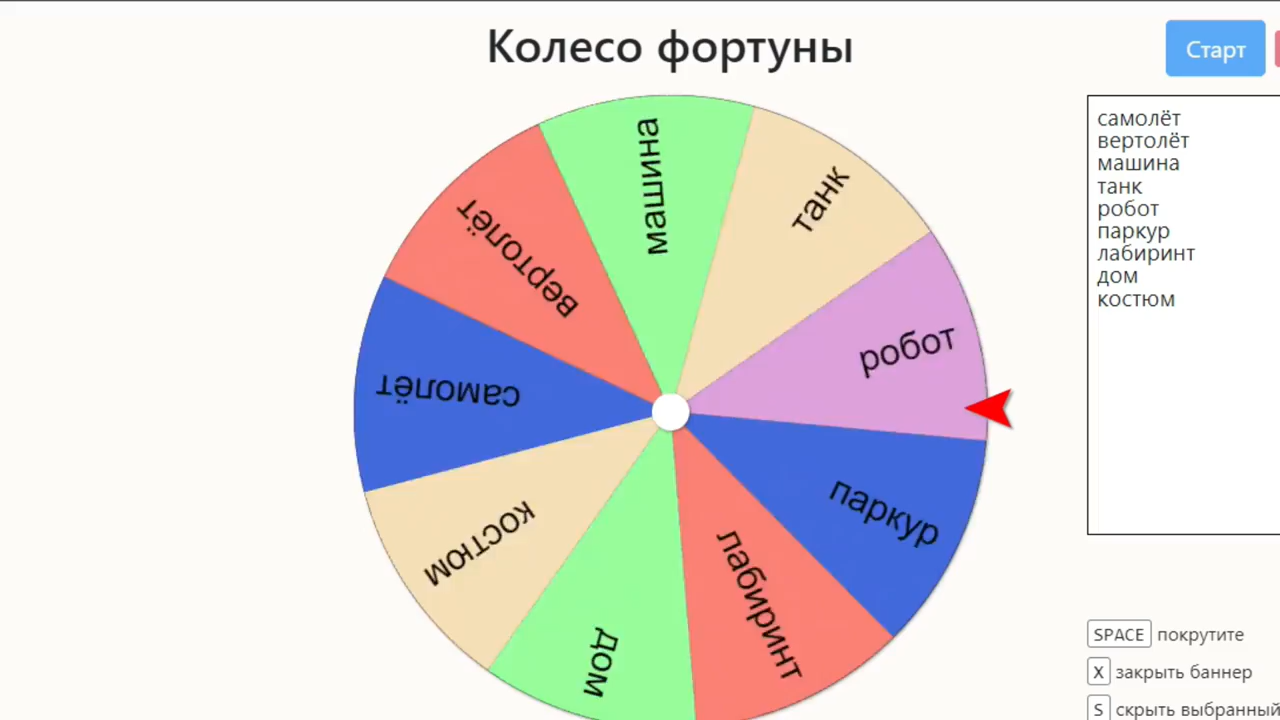 Колесо фортуны
Старт
машина
танк
вертолёт
робот
самолёт
паркур
костюм
лабиринт
дом
самолёт
вертолёт
машина
танк
робот
паркур
лабиринт
дом
костюм
SPACE покрутите
X закрыть баннер
S скрыть выбранный